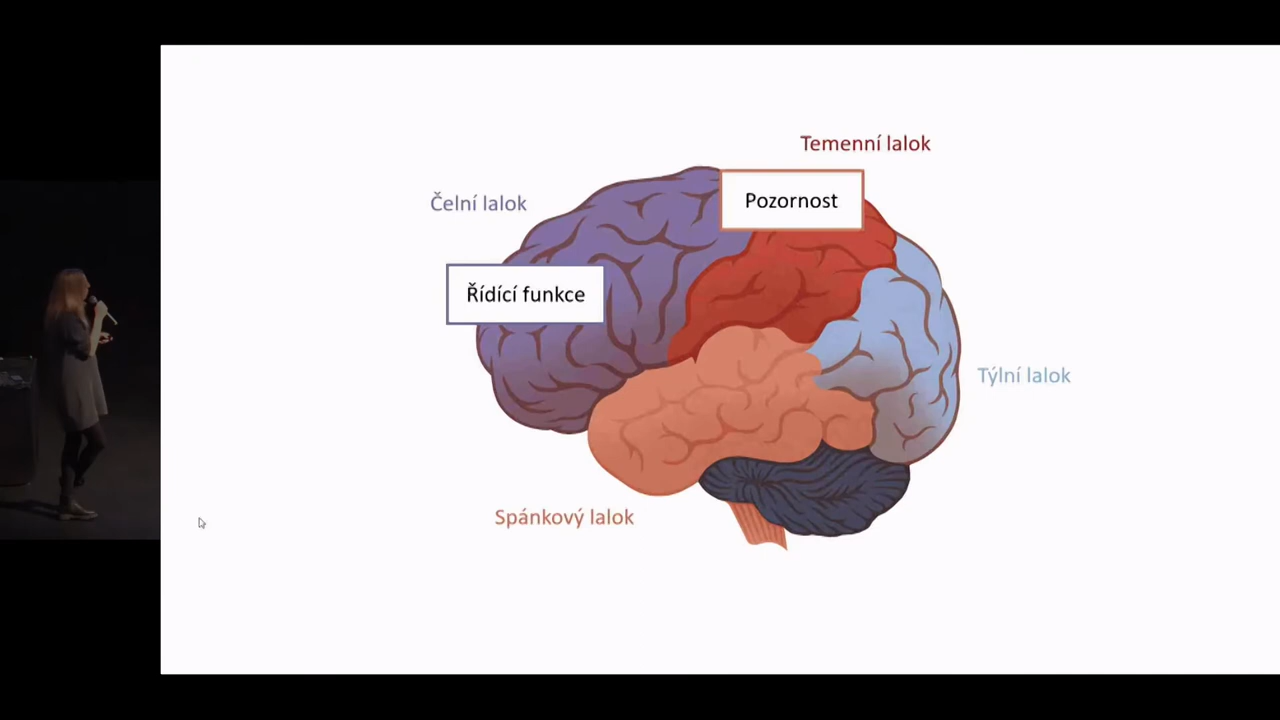 Temenní lalok
Pozornost
Čelní lalok
Řídící funkce
Týlní lalok
Spánkový lalok